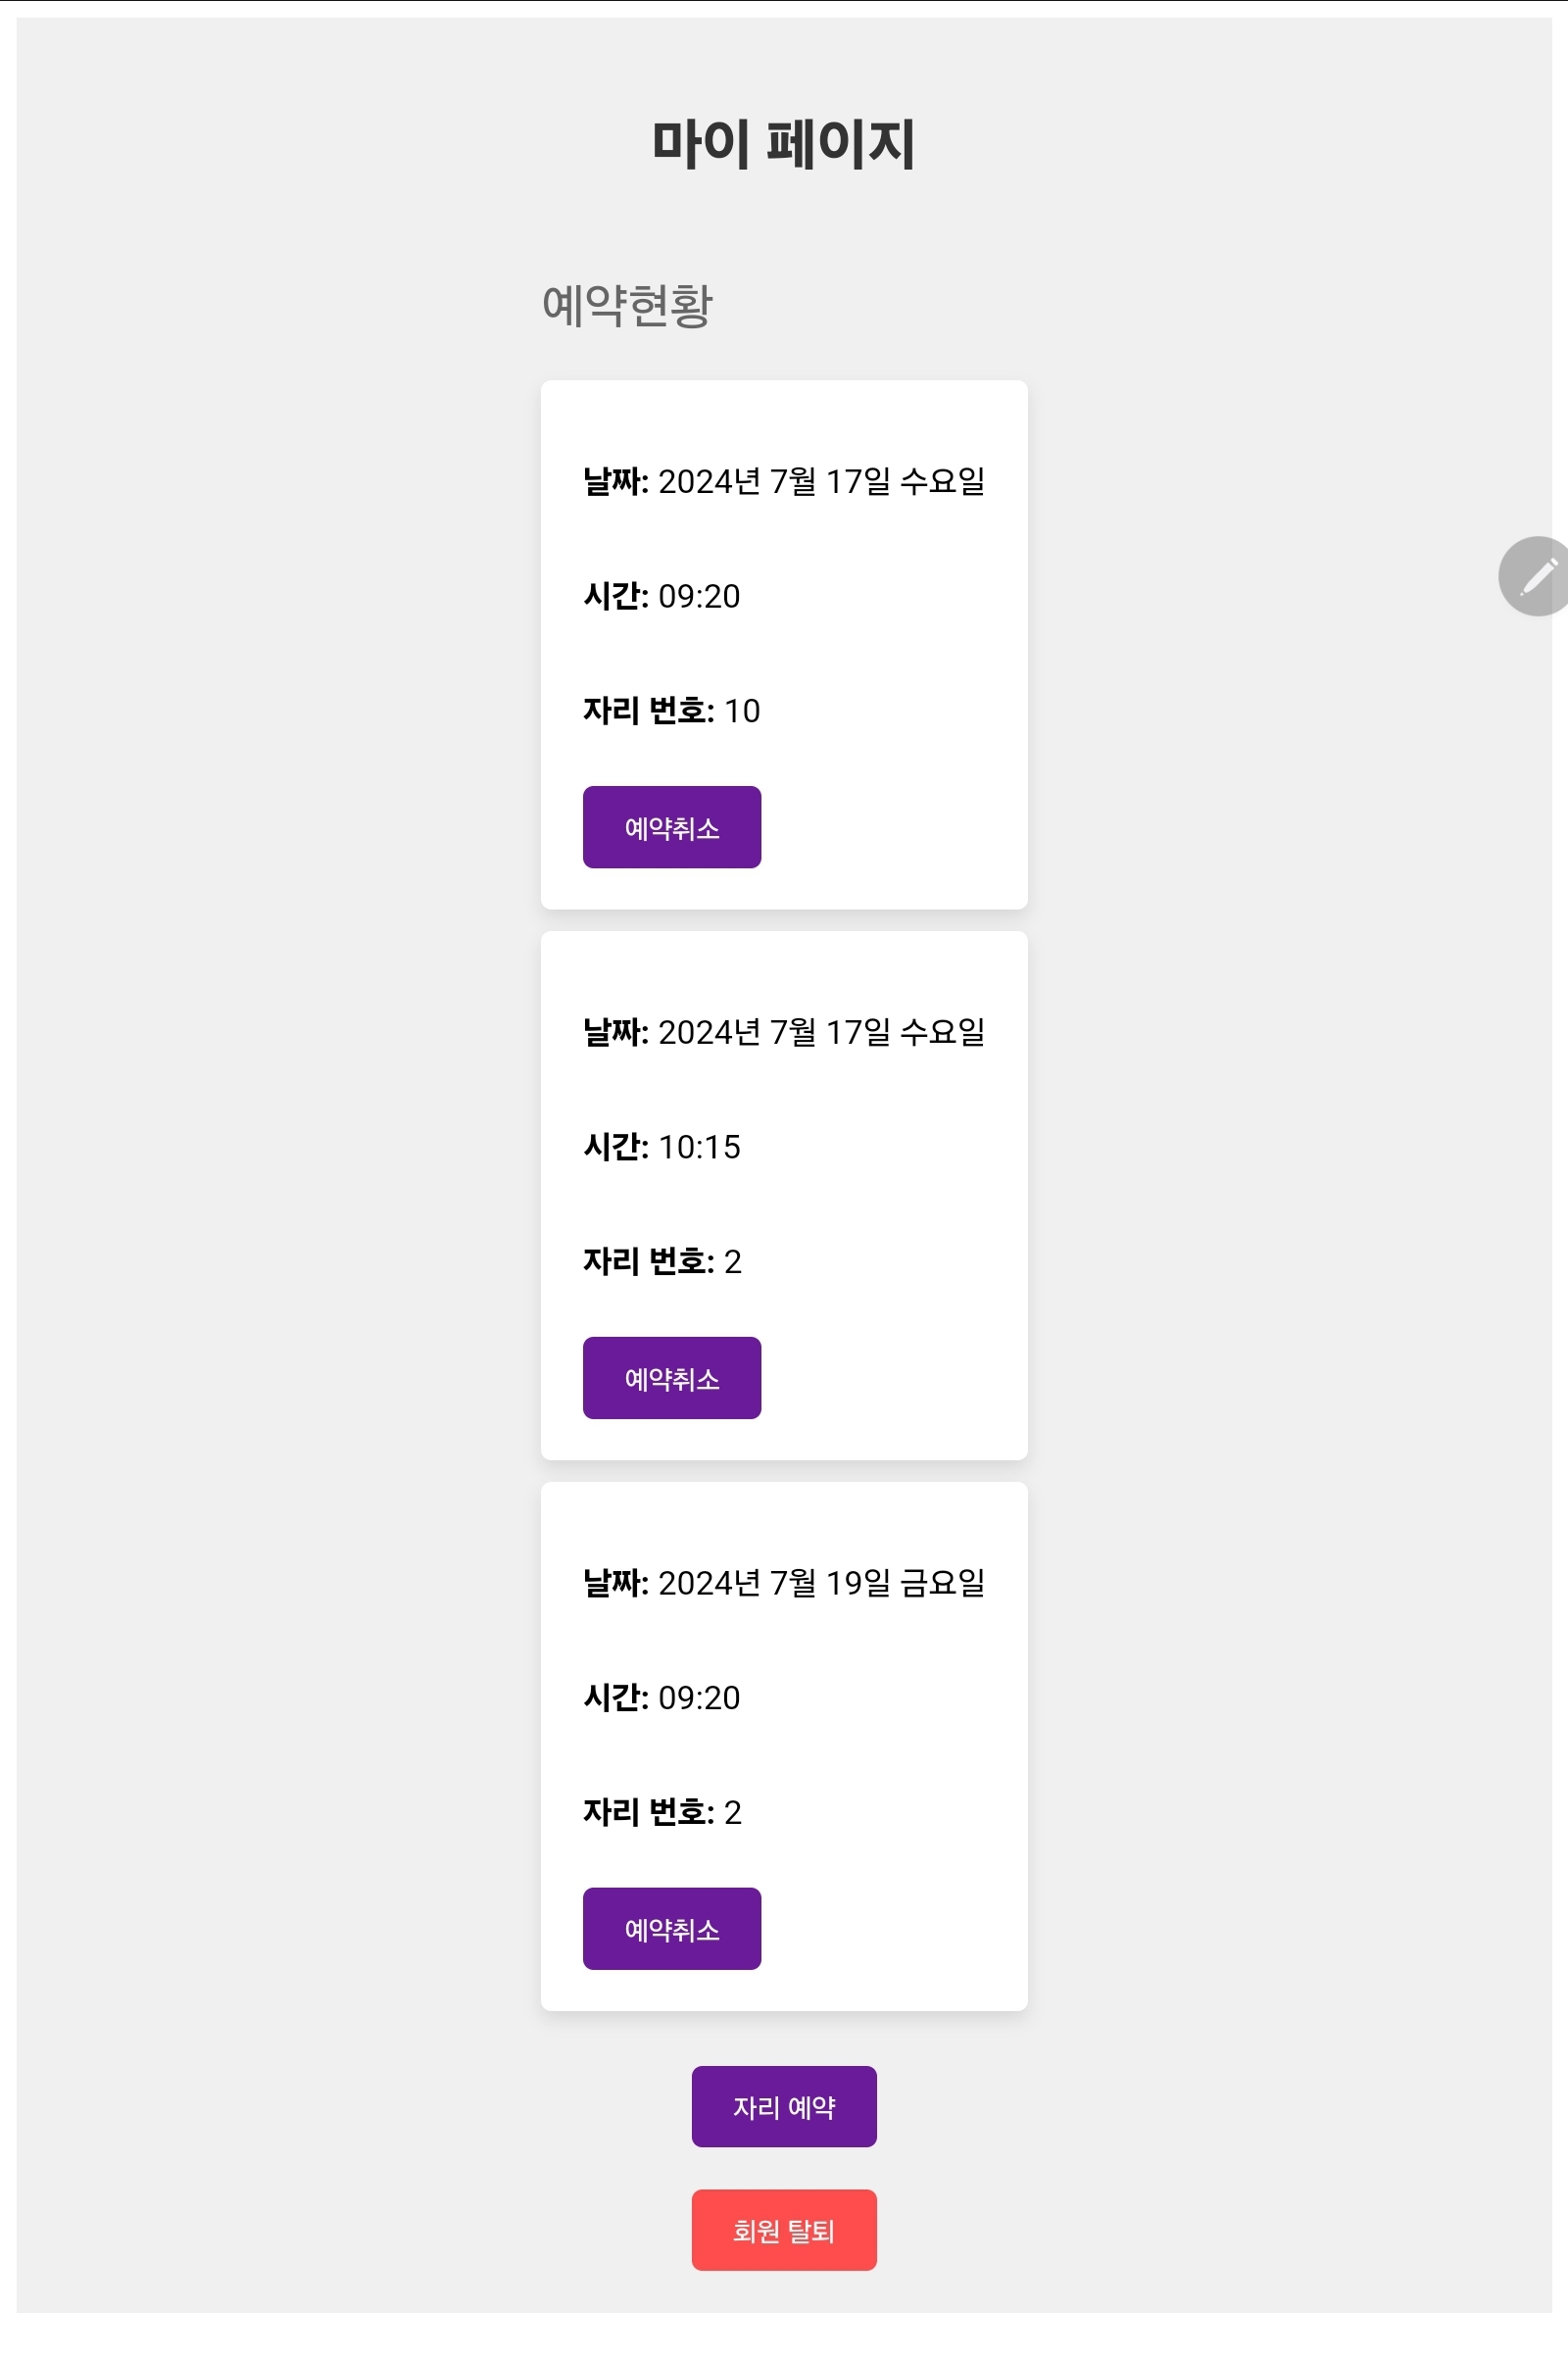 마이 페이지
예약현황
날짜: 2024년 7월 17일 수요일
시간: 09:20
자리 번호: 10
예약취소
날짜: 2024년 7월 17일 수요일
시간: 10:15
자리 번호: 2
예약취소
날짜: 2024년 7월 19일 금요일
시간: 09:20
자리 번호: 2
예약취소
자리 예약
회원 탈퇴